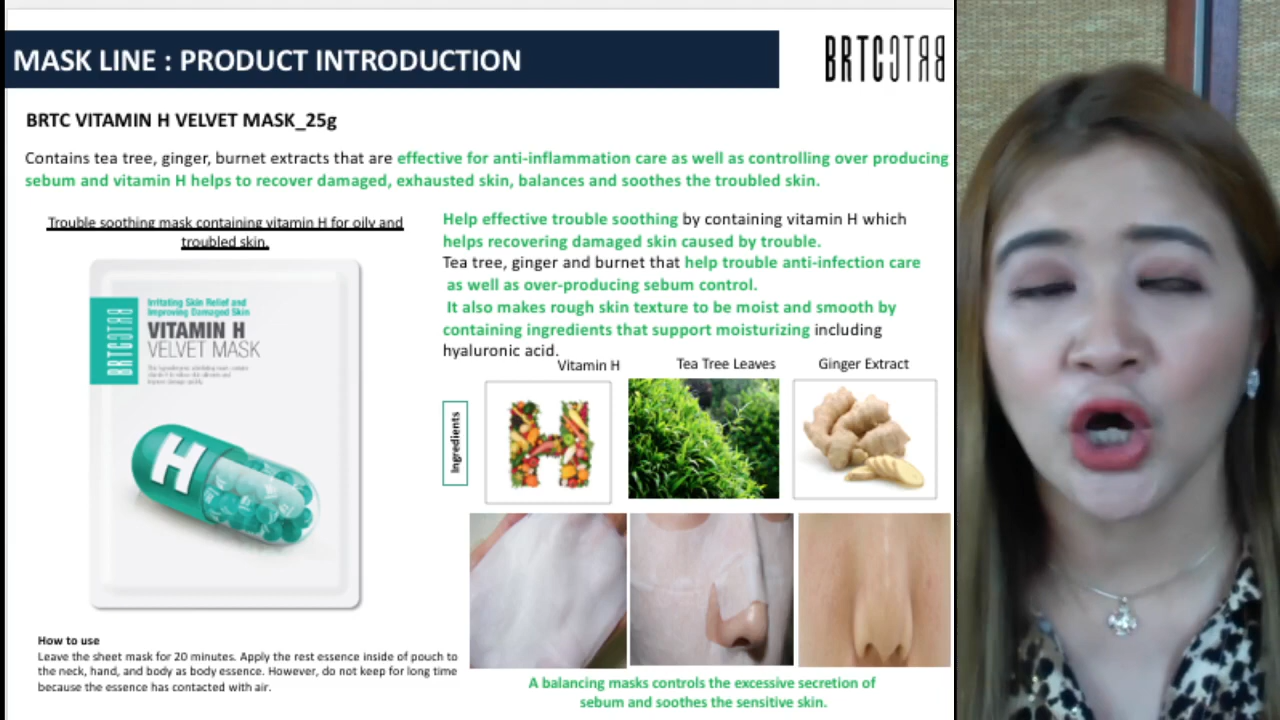 MASK LINE : PRODUCT INTRODUCTION
BRTC
BRTC VITAMIN H VELVET MASK_25g
Contains tea tree, ginger, burnet extracts that are effective for anti-inflammation care as well as controlling over producing
sebum and vitamin H helps to recover damaged, exhausted skin, balances and soothes the troubled skin.
Trouble soothing mask containing vitamin H for oily and
troubled skin.
Irritating Skin Relief and
Improving Damaged Skin
VITAMIN H
VELVET MASK
BRTC
H
Help effective trouble soothing by containing vitamin H which
helps recovering damaged skin caused by trouble.
Tea tree, ginger and burnet that help trouble anti-infection care
as well as over-producing sebum control.
It also makes rough skin texture to be moist and smooth by
containing ingredients that support moisturizing including
hyaluronic acid.
Vitamin H
Tea Tree Leaves
Ginger Extract
Ingredients
H
How to use
Leave the sheet mask for 20 minutes. Apply the rest essence inside of pouch to
the neck, hand, and body as body essence. However, do not keep for long time
because the essence has contacted with air.
A balancing masks controls the excessive secretion of
sebum and soothes the sensitive skin.